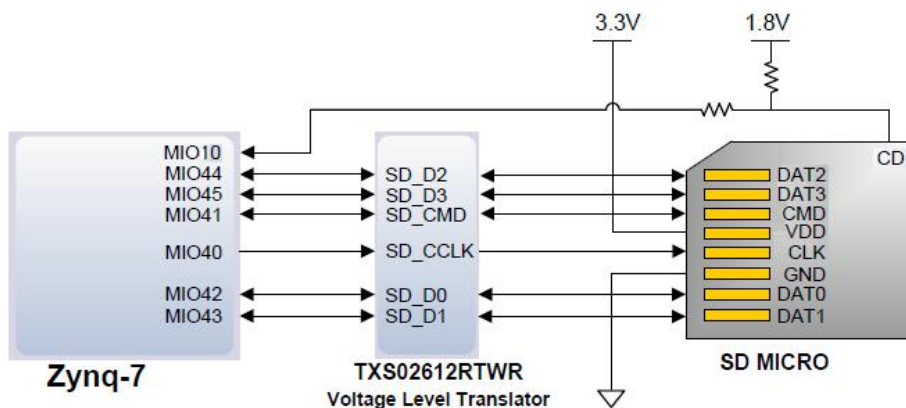 3.3V 1.8V
MIO10
MIO44
MIO45
MIO41
MIO40
MIO42
MIO43
Zynq-7
SD_D2
SD_D3
SD_CMD
SD_CCLK
SD_D0
SD_D1
TXS02612RTWR
Voltage Level Translator
CD
DAT2
DAT3
CMD
VDD
CLK
GND
DAT0
DAT1
SD MICRO